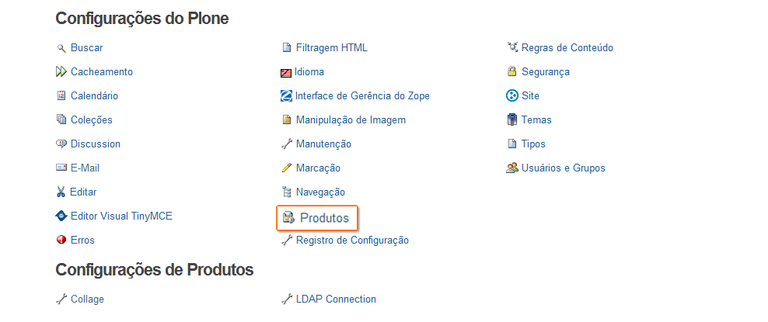 Configurações do Plone
Buscar
Cacheamento
Calendário
Coleções
Discussion
E-Mail
Editar
Editor Visual TinyMCE
Erros
Filtragem HTML
Idioma
Interface de Gerência do Zope
Manipulação de Imagem
Manutenção
Marcação
Navegação
Produtos
Registro de Configuração
Regras de Conteúdo
Segurança
Site
Temas
Tipos
Usuários e Grupos
Configurações de Produtos
Collage
LDAP Connection